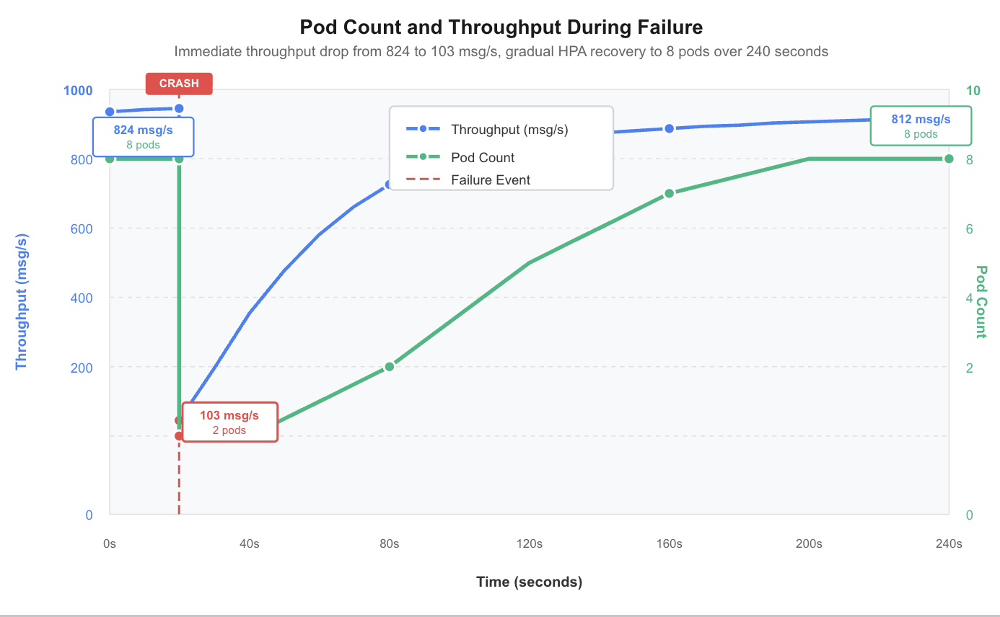 Pod Count and Throughput During Failure
Immediate throughput drop from 824 to 103 msg/s, gradual HPA recovery to 8 pods over 240 seconds
CRASH
1000
10
824 msg/s
8 pods
Throughput (msg/s)
Pod Count
Failure Event
812 msg/s
8 pods
800
8
600
6
400
4
200
2
Throughput (msg/s)
Pod Count
103 msg/s
2 pods
0
0
0s
40s
80s
120s
160s
200s
240s
Time (seconds)